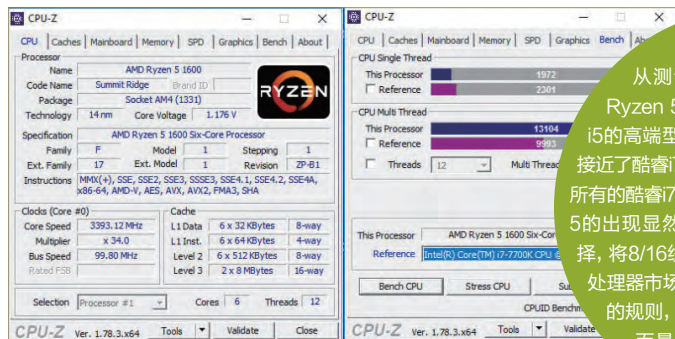 CPU-Z
CPU Caches Mainboard Memory SPD Graphics Bench About
Processor
Name AMD Ryzen 5 1600
Code Name Summit Ridge Brand ID
Package Socket AM4 (1331)
Technology 14 nm Core Voltage 1.176 V
RYZEN
Specification AMD Ryzen 5 1600 Six-Core Processor
Family F Model 1 Stepping 1
Ext. Family 17 Ext. Model 1 Revision ZP-B1
Instructions MMX(+), SSE, SSE2, SSE3, SSSE3, SSE4.1, SSE4.2, SSE4A,
x86-64, AMD-V, AES, AVX, AVX2, FMA3, SHA
Clocks (Core #0)
Core Speed 3393.12 MHz
Multiplier x 34.0
Bus Speed 99.80 MHz
Rated FSB
Cache
L1 Data 6 x 32 KBytes 8-way
L1 Inst. 6 x 64 KBytes 4-way
Level 2 6 x 512 KBytes 8-way
Level 3 2 x 8 MBytes 16-way
Selection Processor #1 Cores 6 Threads 12
CPU-Z Ver. 1.78.3.x64 Tools Validate Close
CPU-Z
CPU Caches Mainboard Memory SPD Graphics Bench
CPU Single Thread
This Processor 1972
Reference 2301
CPU Multi Thread
This Processor 13104
Reference 9993
Threads 12 Multi Thread
This Processor AMD Ryzen 5 1600 Six-Cor
Reference Intel(R) Core(TM) i7-7700K CPU @
Bench CPU Stress CPU
CPUID Benchm
CPU-Z Ver. 1.78.3.x64 Tools Validate
从测
Ryzen 5
i5的高端型
接近了酷睿i7
所有的酷睿i7
5的出现显然
择，将8/16线
处理器市场
的规则，